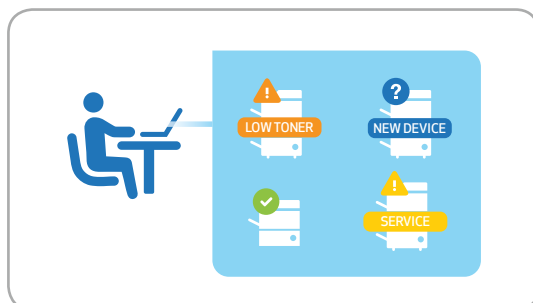 !
?
LOW TONER
NEW DEVICE
!
SERVICE